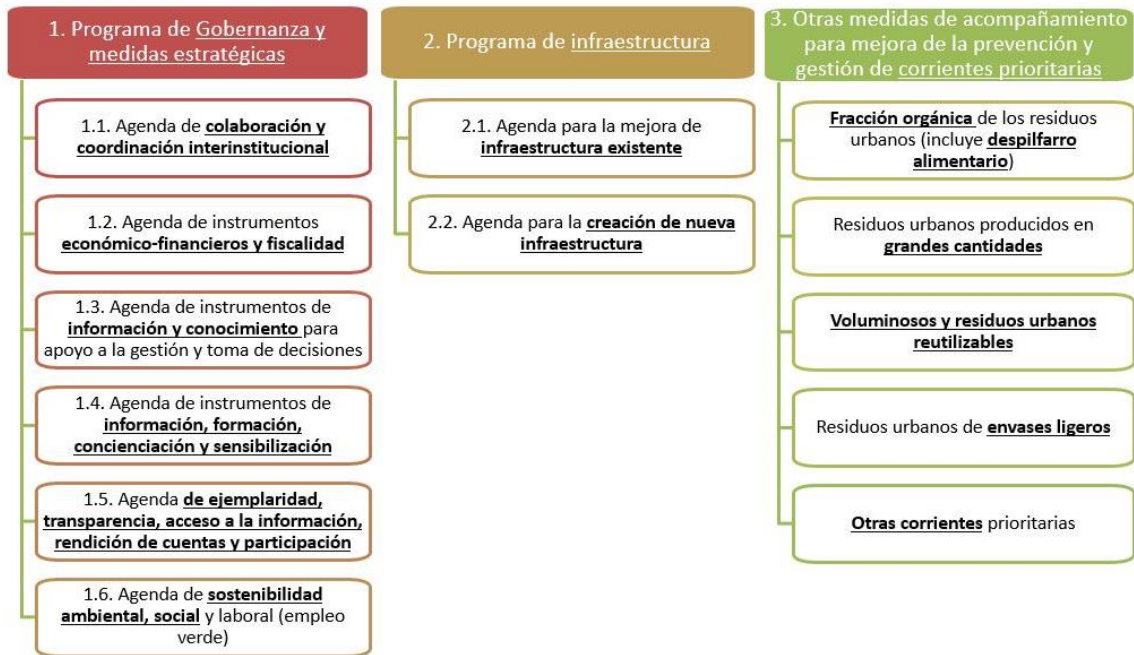 1. Programa de Gobernanza y
medidas estratégicas
1.1. Agenda de colaboración y
coordinación interinstitucional
1.2. Agenda de instrumentos
económico-financieros y fiscalidad
1.3. Agenda de instrumentos de
información y conocimiento para
apoyo a la gestión y toma de decisiones
1.4. Agenda de instrumentos de
información, formación,
concienciación y sensibilización
1.5. Agenda de ejemplaridad,
transparencia, acceso a la información,
rendición de cuentas y participación
1.6. Agenda de sostenibilidad
ambiental, social y laboral (empleo
verde)
2. Programa de infraestructura
2.1. Agenda para la mejora de
infraestructura existente
2.2. Agenda para la creación de nueva
infraestructura
3. Otras medidas de acompañamiento
para mejora de la prevención y
gestión de corrientes prioritarias
Fracción orgánica de los residuos
urbanos (incluye despilfarro
alimentario)
Residuos urbanos producidos en
grandes cantidades
Voluminosos y residuos urbanos
reutilizables
Residuos urbanos de envases ligeros
Otras corrientes prioritarias